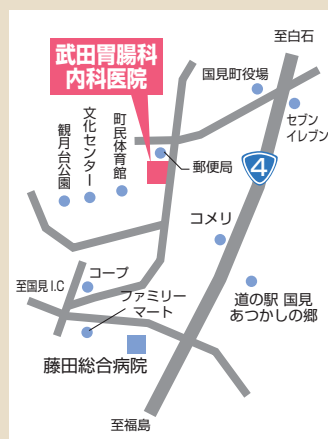 至白石
武田胃腸科
内科医院
国見町役場
セブン
イレブン
文化センター
町民体育館
観月台公園
郵便局
4
コメリ
至国見I.C
コープ
ファミリー
マート
道の駅 国見
あつかしの郷
藤田総合病院
至福島